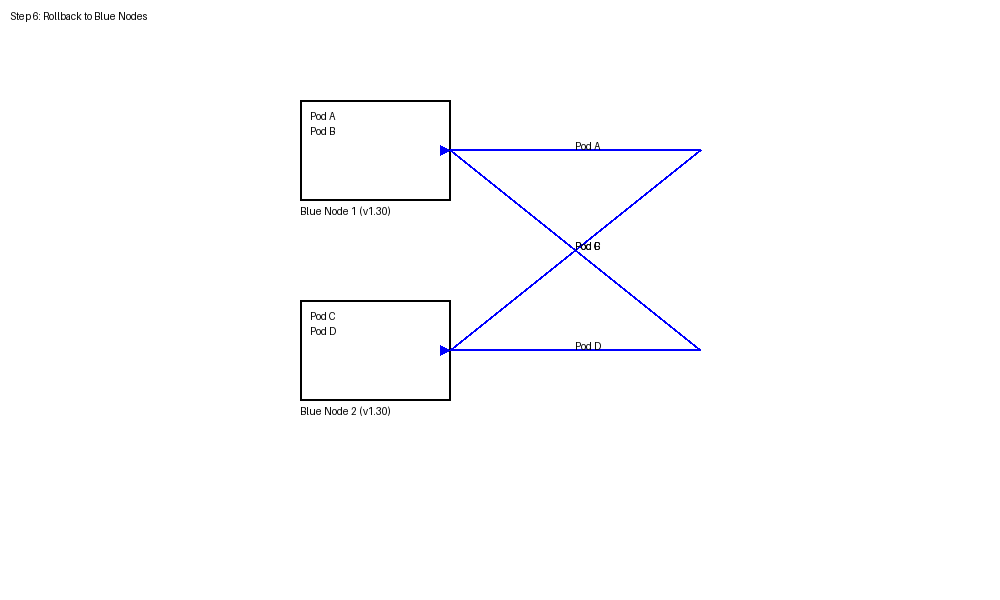 Step 6: Rollback to Blue Nodes
Pod A
Pod B
Pod A
Blue Node 1 (v1.30)
Pod
Pod C
Pod D
Pod D
Blue Node 2 (v1.30)